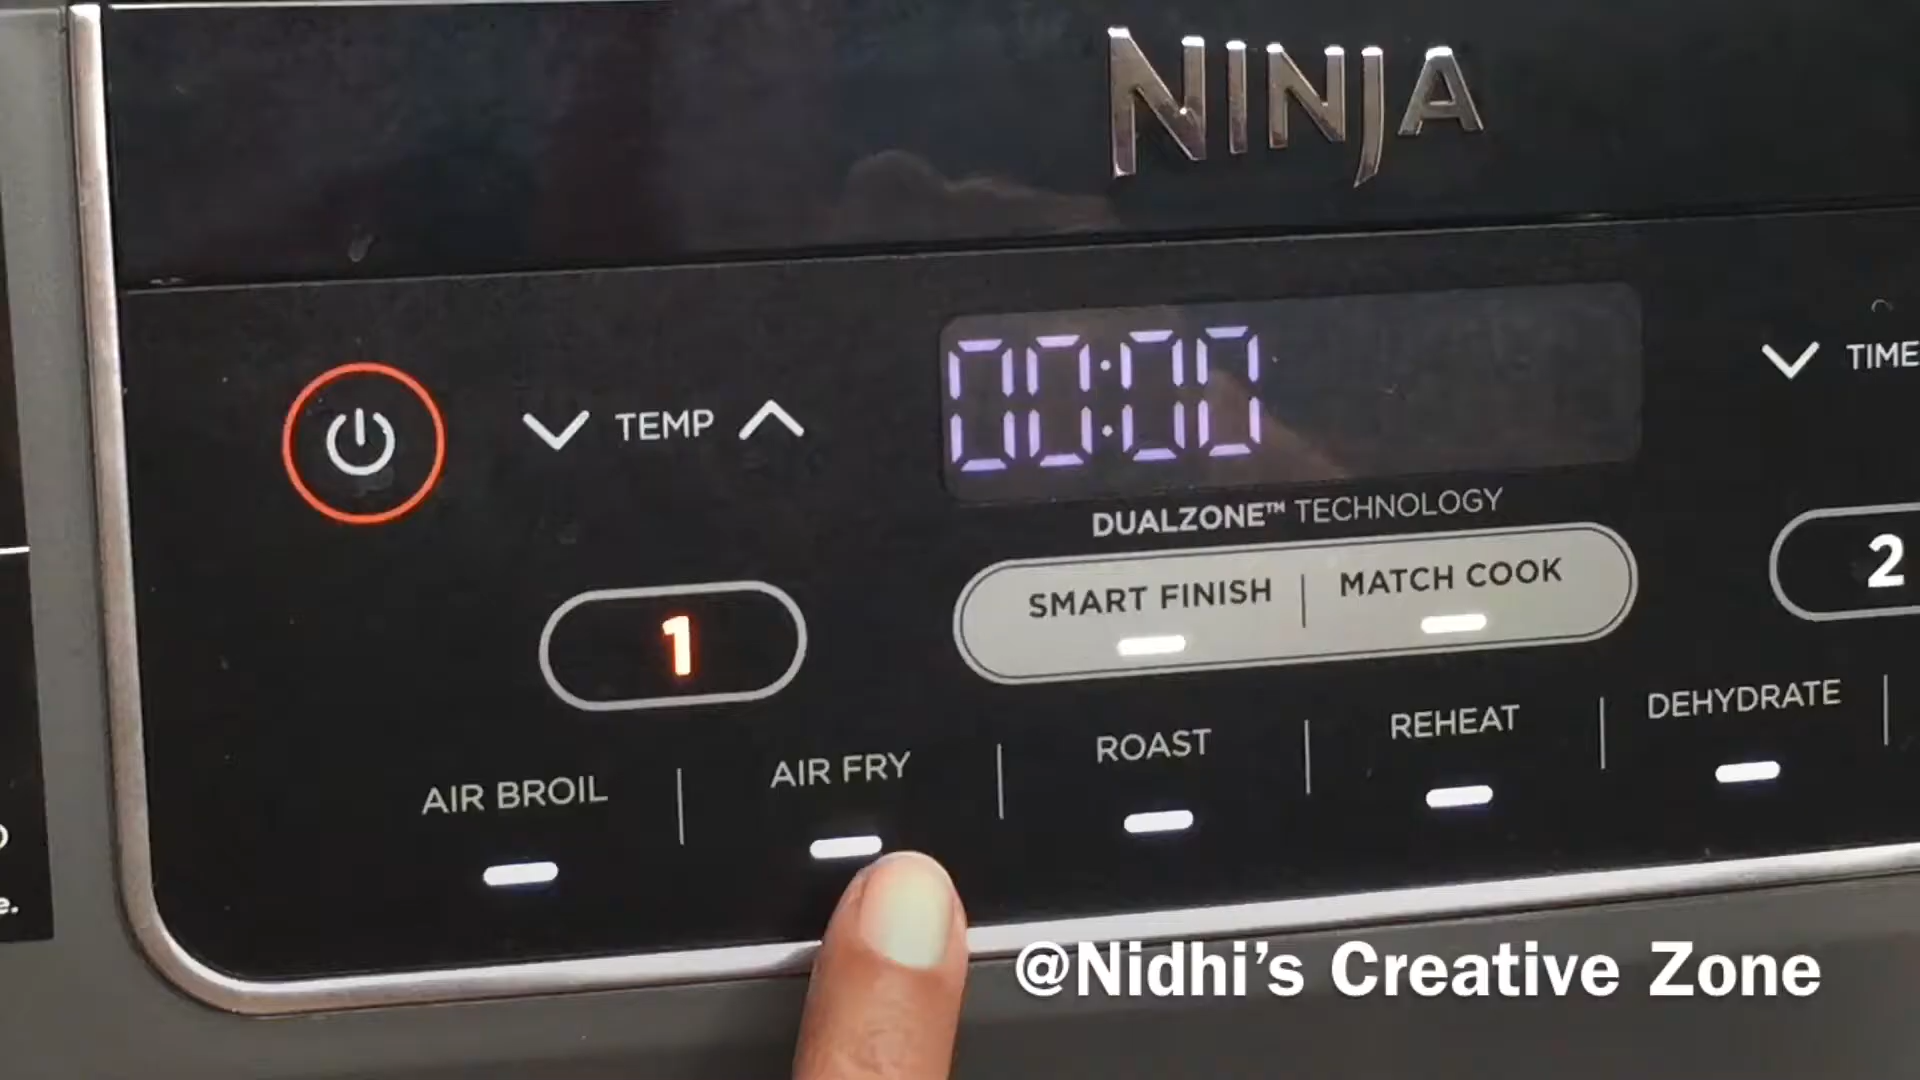 NINJA
TEMP
00:00
TIME
DUALZONE™ TECHNOLOGY
1
SMART FINISH | MATCH COOK
2
AIR BROIL | AIR FRY | ROAST | REHEAT | DEHYDRATE |
e.
@Nidhi's Creative Zone